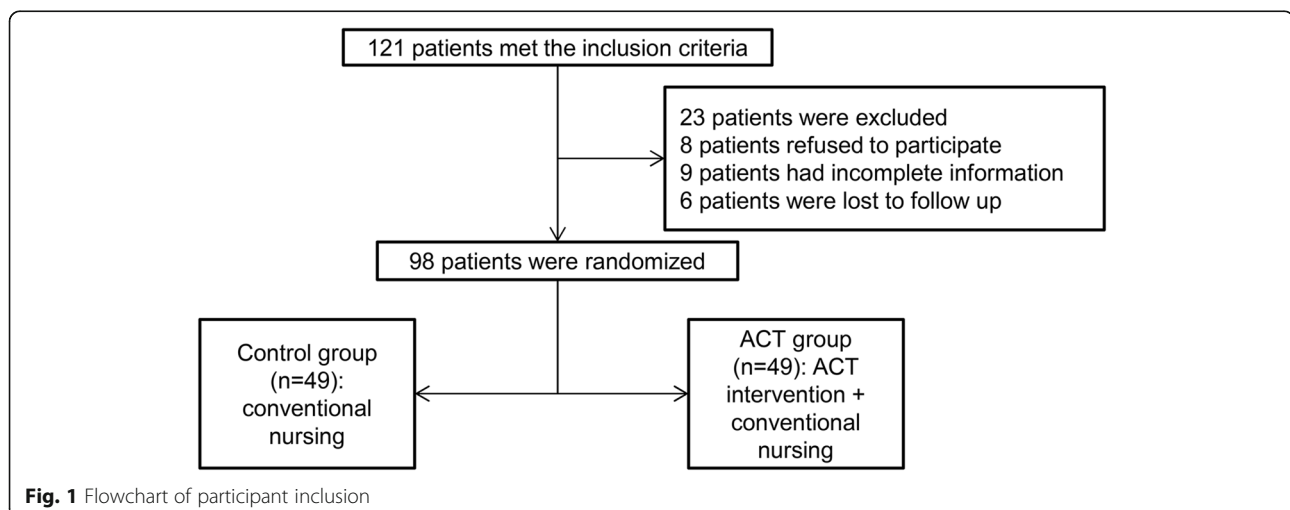 121 patients met the inclusion criteria
23 patients were excluded
8 patients refused to participate
9 patients had incomplete information
6 patients were lost to follow up
98 patients were randomized
Control group
(n=49):
conventional
nursing
ACT group
(n=49): ACT
intervention +
conventional
nursing
Fig. 1 Flowchart of participant inclusion